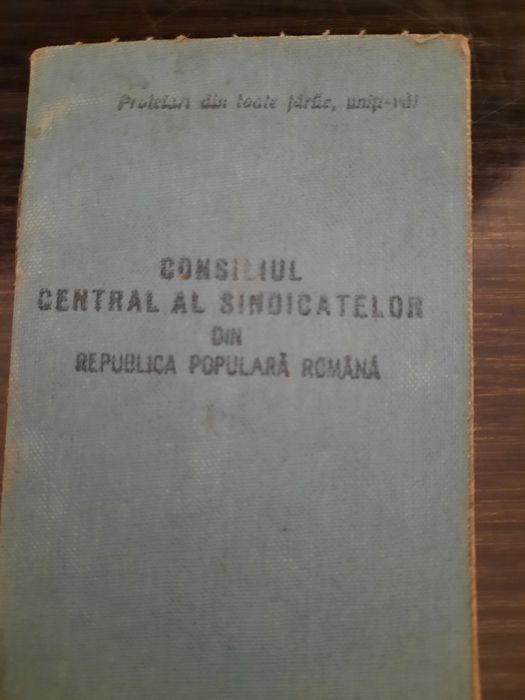 Proletari din toate țările, uniți-vă!
CONSILIUL
CENTRAL AL SINDICATELOR
DIN
REPUBLICA POPULARĂ ROMÂNĂ